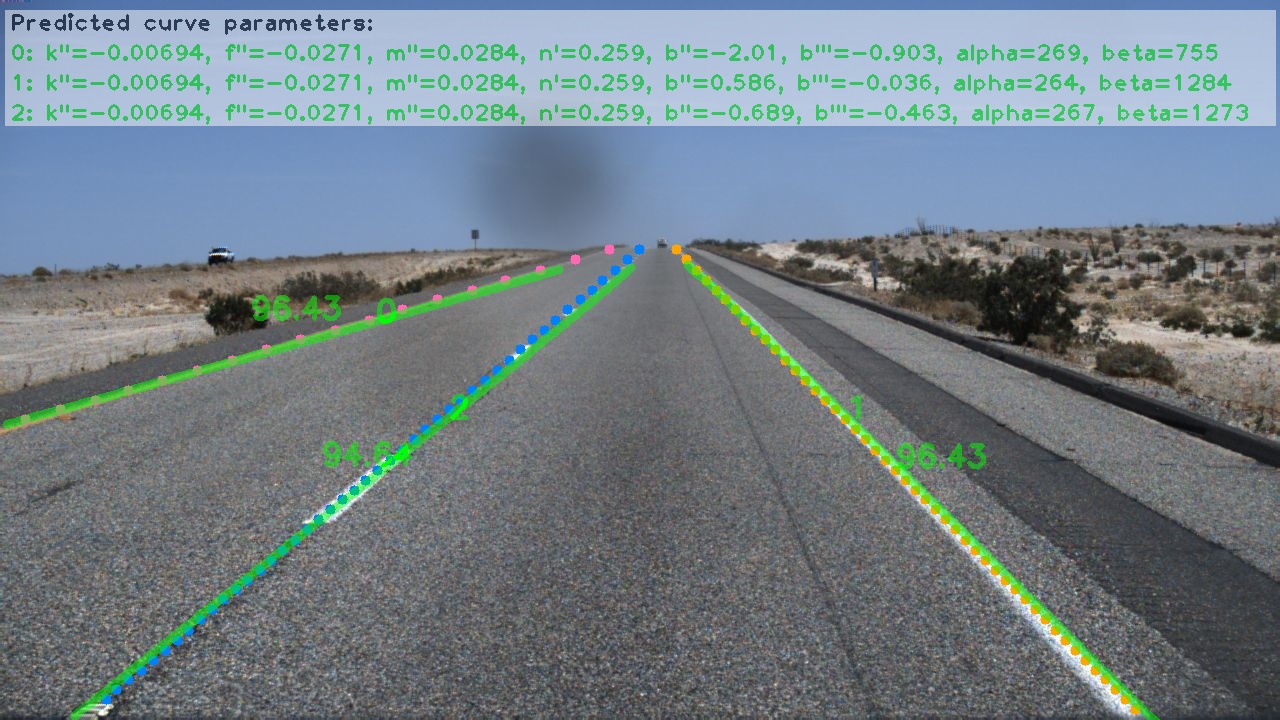 Predicted curve parameters:
0: k''=-0.00694, f''=-0.0271, m''=0.0284, n'=0.259, b''=-2.01, b'''=-0.903, alpha=269, beta=755
1: k''=-0.00694, f''=-0.0271, m''=0.0284, n'=0.259, b''=0.586, b'''=-0.036, alpha=264, beta=1284
2: k''=-0.00694, f''=-0.0271, m''=0.0284, n'=0.259, b''=-0.689, b'''=-0.463, alpha=267, beta=1273
96.43 0
2 1
94.64 96.43